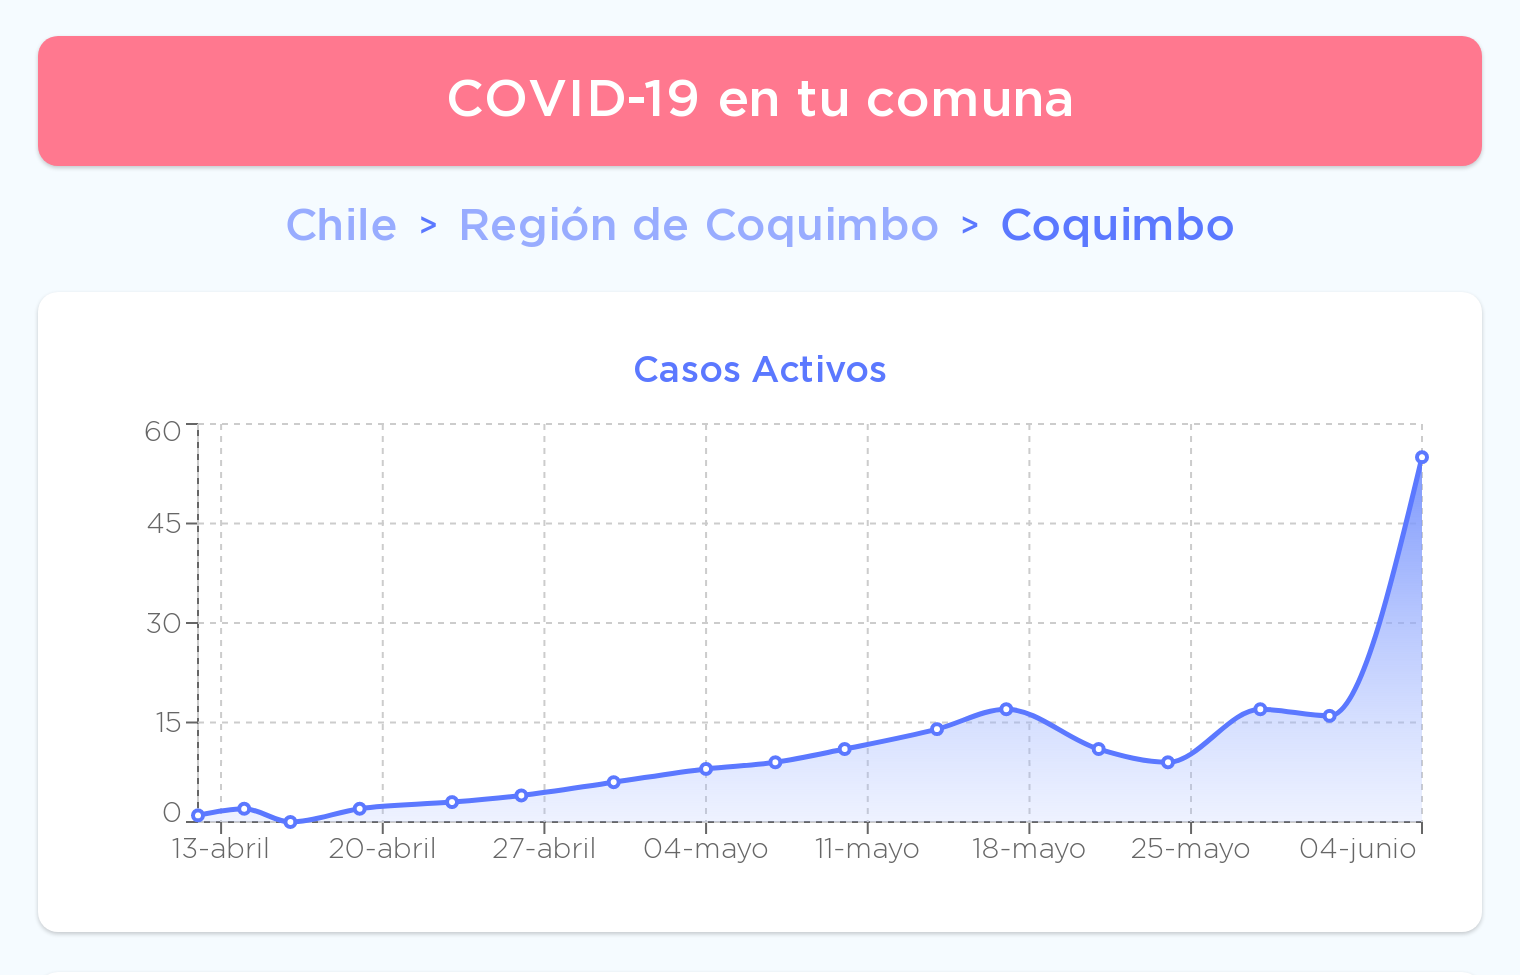 COVID-19 en tu comuna
Chile > Región de Coquimbo > Coquimbo
Casos Activos
60
45
30
15
0
13-abril 20-abril 27-abril 04-mayo 11-mayo 18-mayo 25-mayo 04-junio